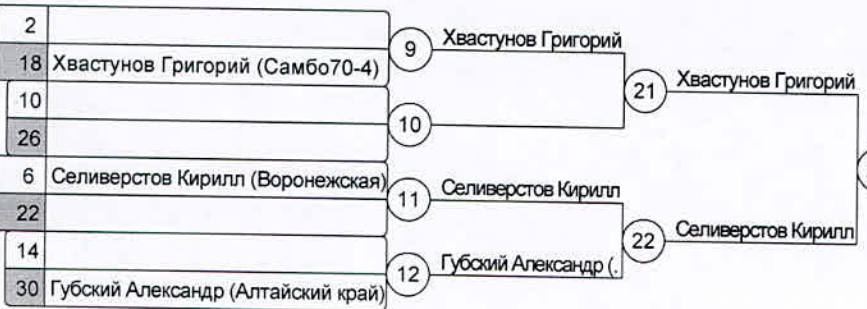 2
18 Хвастунов Григорий (Самбо70-4)
10
26
6 Селиверстов Кирилл (Воронежская)
22
14
30 Губский Александр (Алтайский край)
9
10
11
12
Хвастунов Григорий
Селиверстов Кирилл
Губский Александр (.
21
22
Хвастунов Григорий
Селиверстов Кирилл